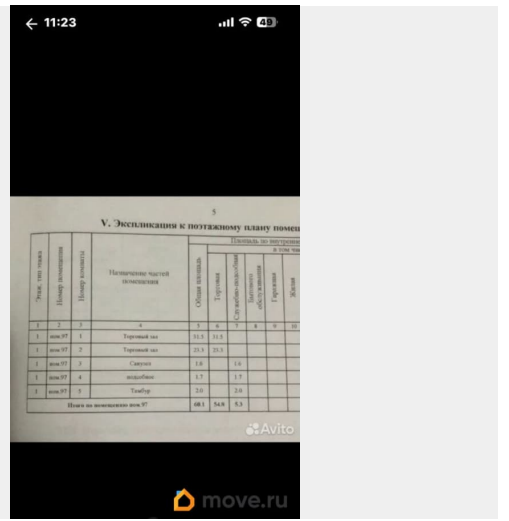 11:23
49
5
V. Экспликация к поэтажному плану помещ
Площадь по внутренне
в том чис
Этаж. тип этажа
Номер помещения
Номер комнаты
Назначение частей помещения
Общая площадь
Торговая
Служебно-подсобная
Бытового обслуживания
Гаражная
Жилая
1 2 3 4 5 6 7 8 9 10
1 пом.97 1 Торговый зал 31.5 31.5
1 пом.97 2 Торговый зал
1 пом.97 3 Санузел 1.6 1.6
1 пом.97 4 подсобное 1.7 1.7
1 пом.97 5 Тамбур 2.0 2.0
Итого по помещению пом.97 60.1 54.8 5.3
Avito
move.ru